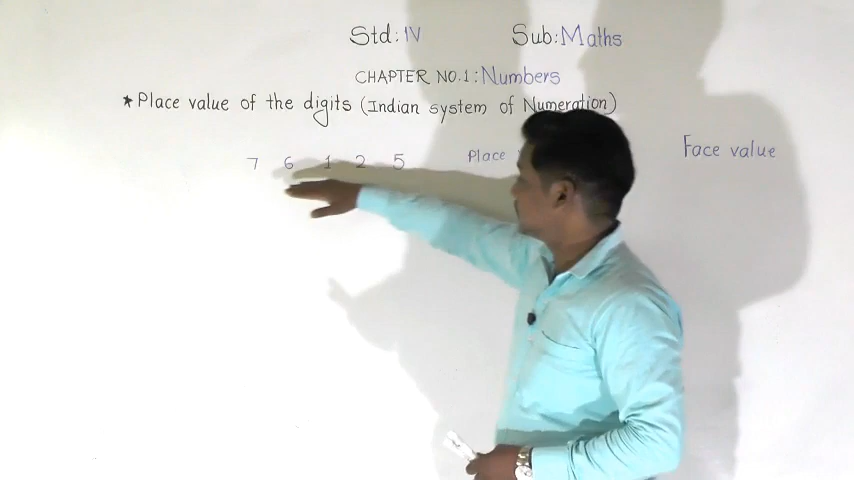 Std: IV Sub: Maths
CHAPTER NO.1: Numbers
* Place value of the digits (Indian system of Numeration)
7 6 1 2 5 Place Face value